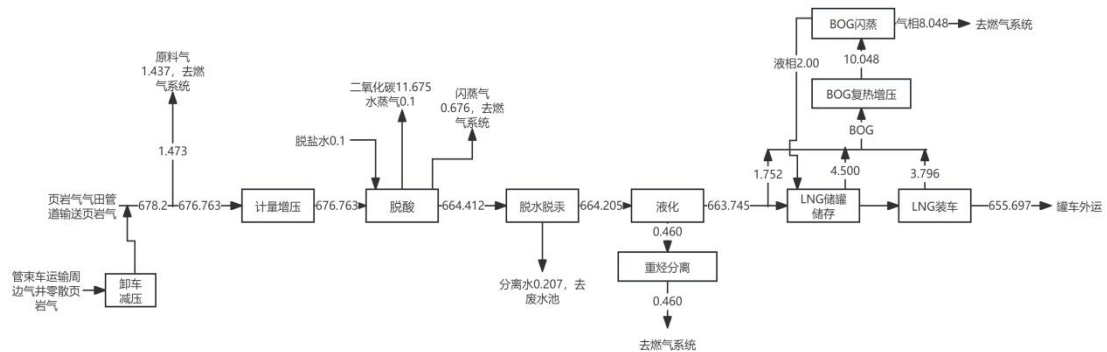 BOG闪蒸
气相8.048
去燃气系统
原料气
1.437，去燃
气系统
二氧化碳11.675
水蒸气0.1
闪蒸气
0.676，去燃
气系统
液相2.00
10.048
BOG复热增压
BOG
1.473
脱盐水0.1
1.752
4.500
3.796
页岩气气田管
道输送页岩气
678.2
676.763
计量增压
676.763
脱酸
664.412
脱水脱汞
664.205
液化
663.745
LNG储罐
储存
LNG装车
655.697
罐车外运
0.460
管束车运输周
边气井零散页
岩气
卸车
减压
分离水0.207，去
废水池
重烃分离
0.460
去燃气系统